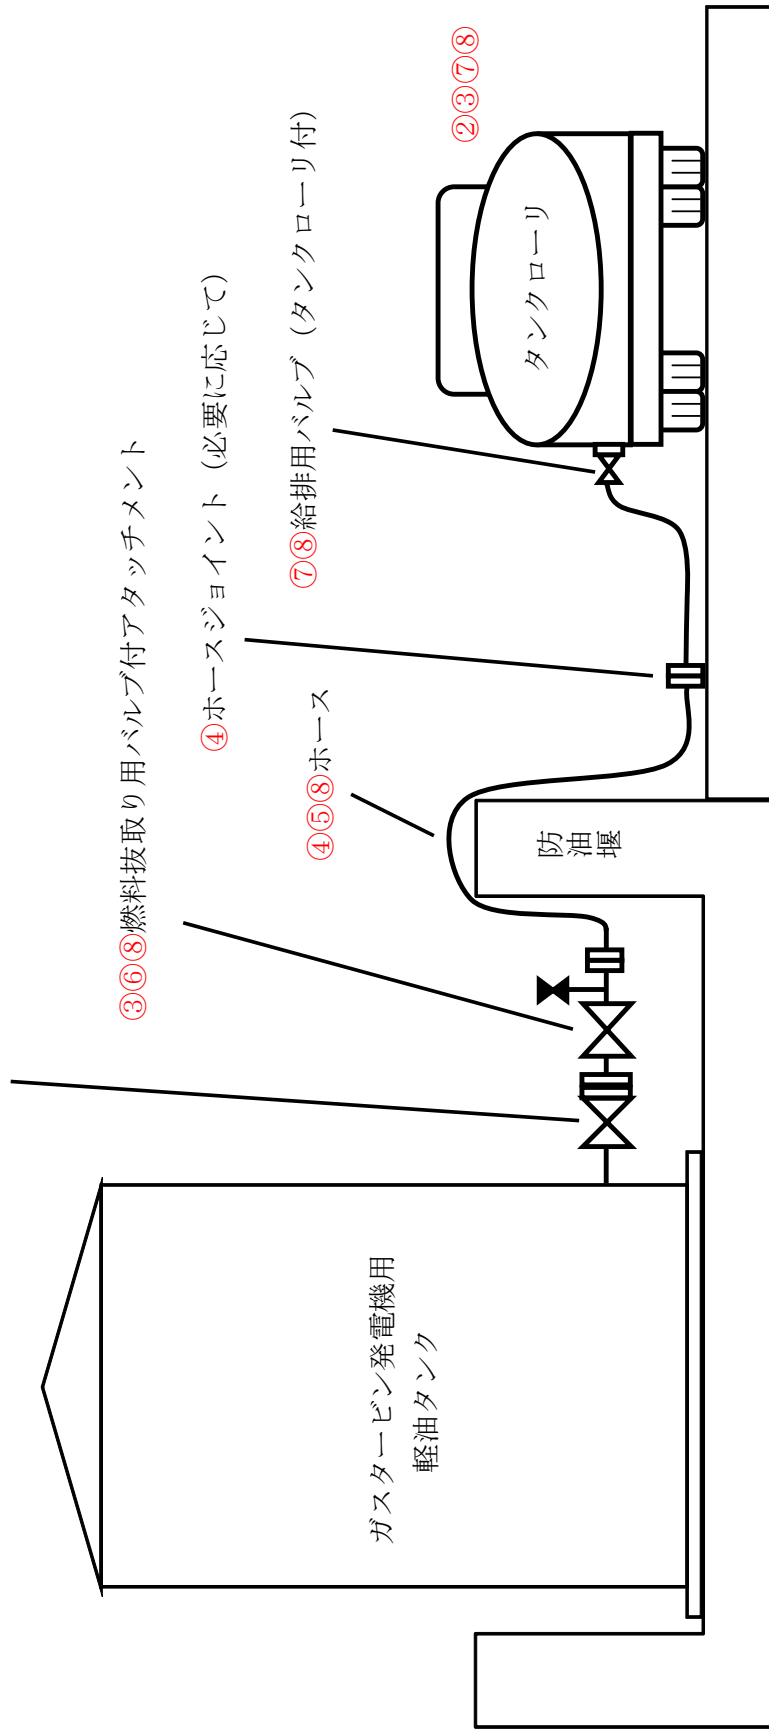 ③⑥⑧燃料抜取り用バルブ付アタッチメント
④ホースジョイント（必要に応じて）
⑦⑧給排用バルブ（タンクローリ付）
④⑤⑧ホース
②③⑦⑧
タンクローリ
防
油
堰
ガスタービン発電機用
軽油タンク